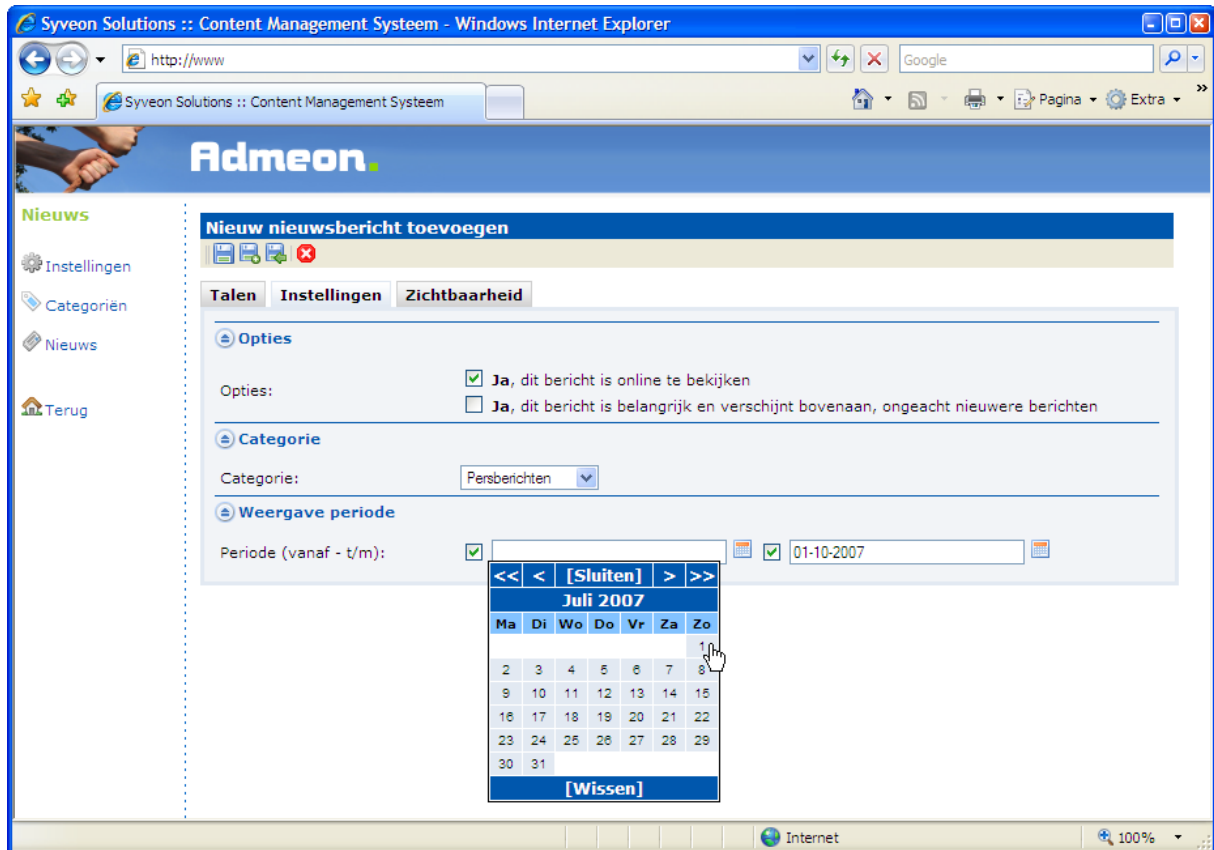 Syveon Solutions :: Content Management Systeem - Windows Internet Explorer
http://www
Google
Syveon Solutions :: Content Management Systeem
Pagina
Extra
»
Admeon.
Nieuws
Instellingen
Categoriën
Nieuws
Terug
Nieuw nieuwsbericht toevoegen
Talen Instellingen Zichtbaarheid
Opties
Opties:
Ja, dit bericht is online te bekijken
Ja, dit bericht is belangrijk en verschijnt bovenaan, ongeacht nieuwere berichten
Categorie
Categorie: Persberichten
Weergave periode
Periode (vanaf - t/m): 01-10-2007
<< < [Sluiten] > >>
Juli 2007
Ma Di Wo Do Vr Za Zo
1
2 3 4 5 6 7 8
9 10 11 12 13 14 15
16 17 18 19 20 21 22
23 24 25 26 27 28 29
30 31
[Wissen]
Internet 100%